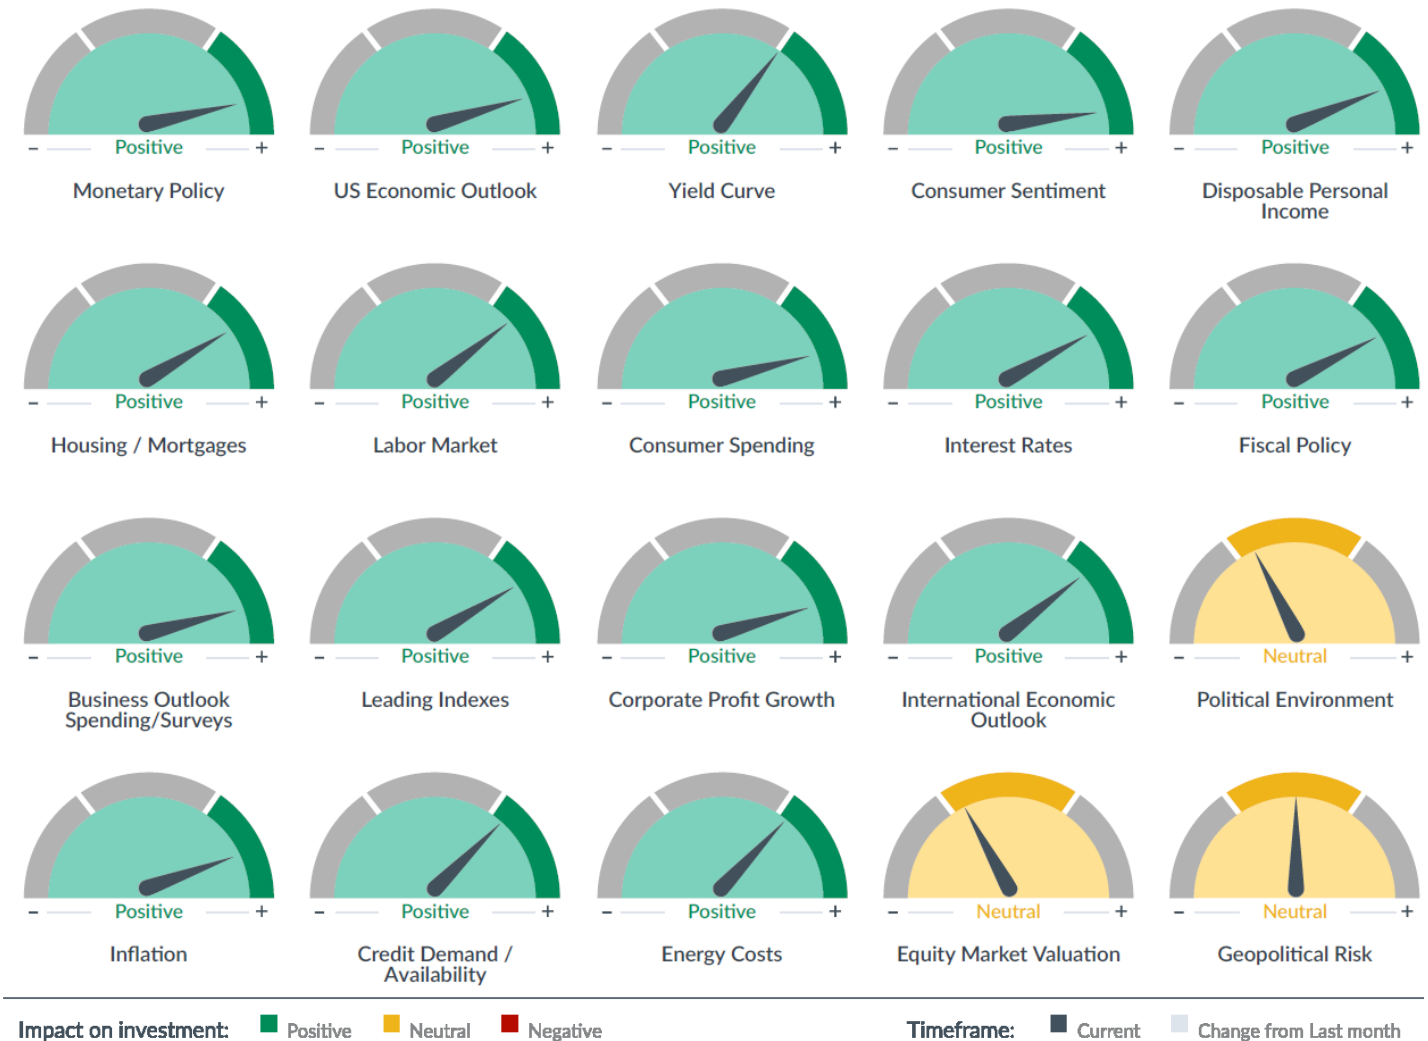 - Positive +
- Positive +
- Positive +
- Positive +
- Positive +
Monetary Policy
US Economic Outlook
Yield Curve
Consumer Sentiment
Disposable Personal
Income
- Positive +
- Positive +
- Positive +
- Positive +
- Positive +
Housing / Mortgages
Labor Market
Consumer Spending
Interest Rates
Fiscal Policy
- Positive +
- Positive +
- Positive +
- Positive +
- Neutral +
Business Outlook
Spending/Surveys
Leading Indexes
Corporate Profit Growth
International Economic
Outlook
Political Environment
- Positive +
- Positive +
- Positive +
- Neutral +
- Neutral +
Inflation
Credit Demand /
Availability
Energy Costs
Equity Market Valuation
Geopolitical Risk
Impact on investment: Positive Neutral Negative
Timeframe: Current Change from Last month